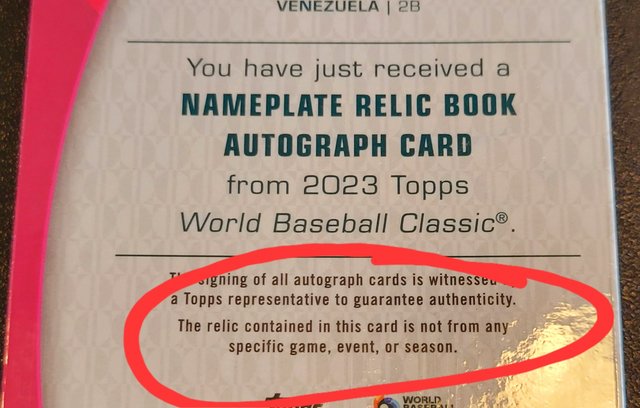 VENEZUELA | 2B
You have just received a
NAMEPLATE RELIC BOOK
AUTOGRAPH CARD
from 2023 Topps
World Baseball Classic®.
signing of all autograph cards is witnessed
a Topps representative to guarantee authenticity.
The relic contained in this card is not from any
specific game, event, or season.
WORLD
BASEBALL